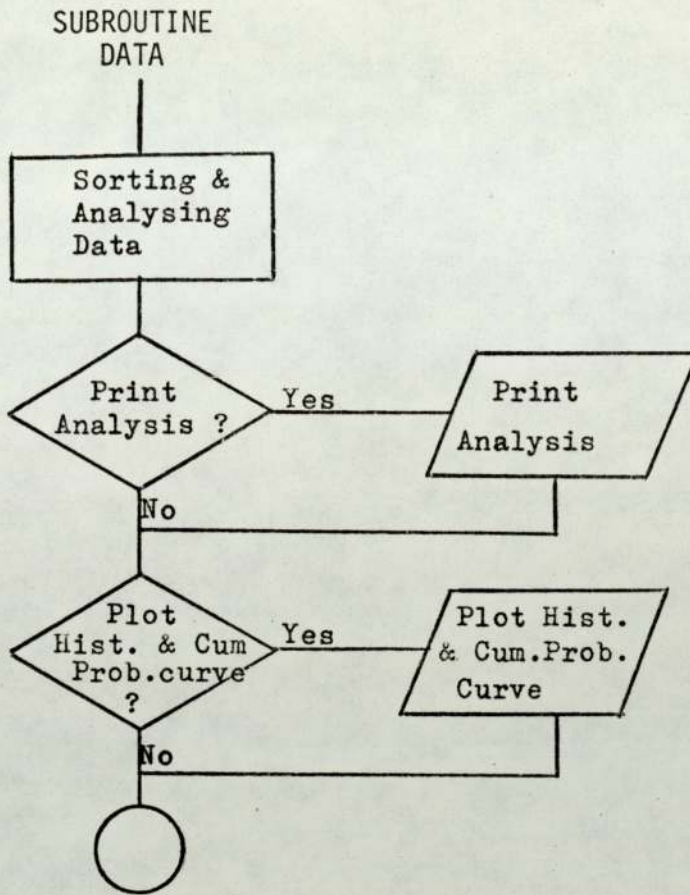 SUBROUTINE
DATA
Sorting &
Analysing
Data
Print
Analysis ?
Yes
Print
Analysis
No
Plot
Hist. & Cum
Prob.curve
?
Yes
Plot Hist.
& Cum.Prob.
Curve
No